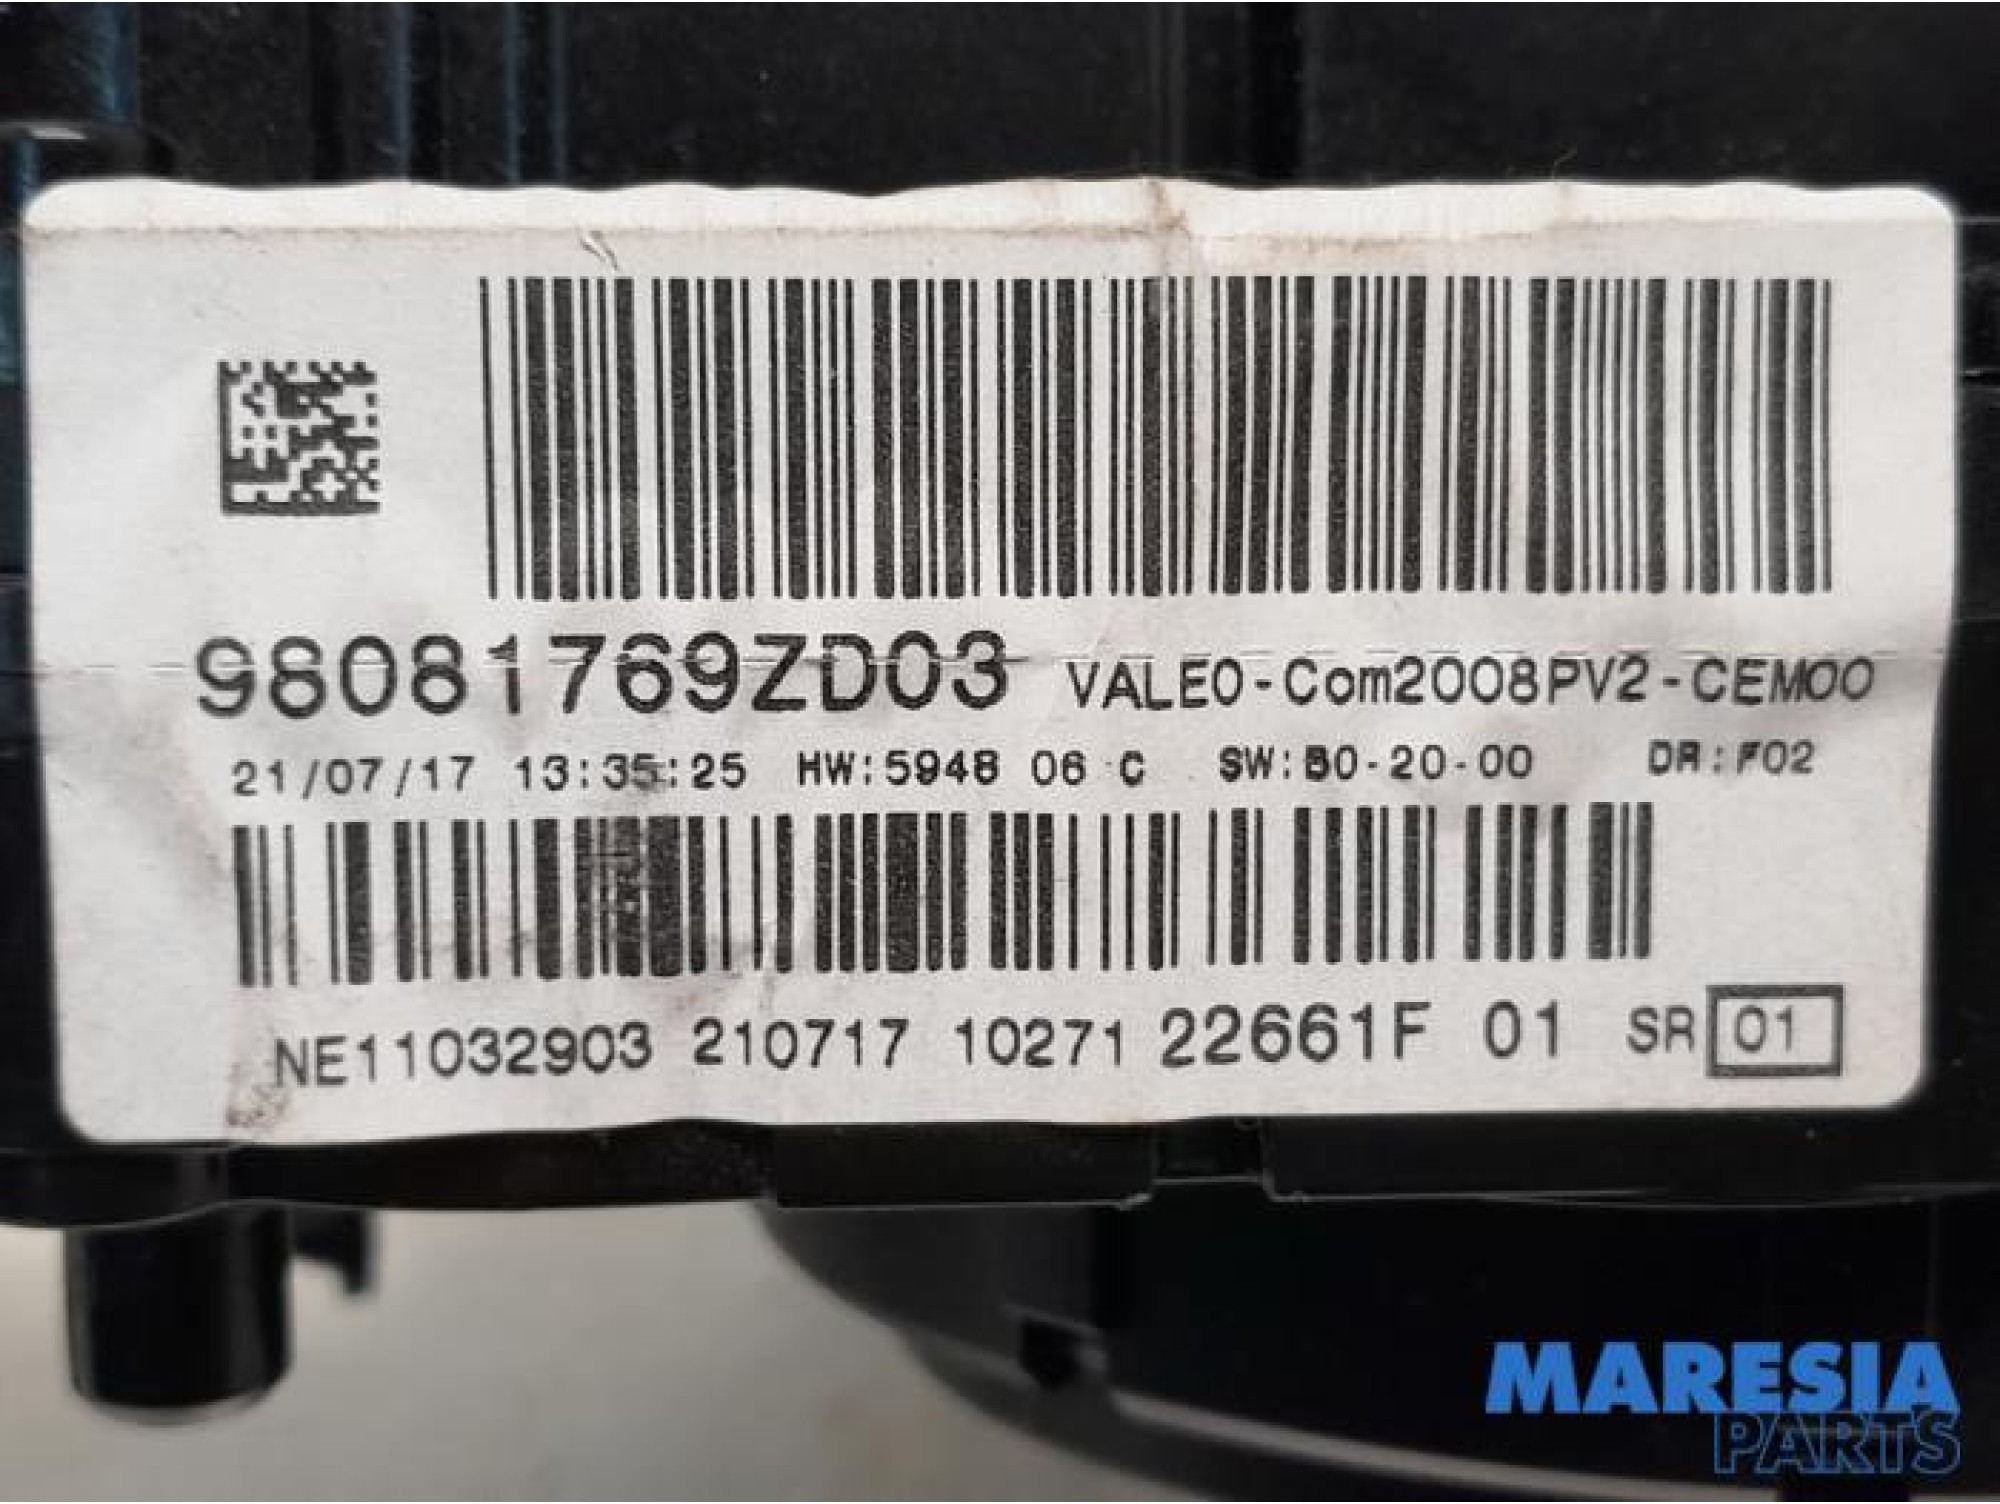 98081769ZD03 VALEO-Com2008PV2-CEM00
21/07/17 13:35:25 HW:5948 06 C SW:B0-20-00 DR:F02
NE11032903 210717 10271 22661F 01 SR 01
MARESIA
PARTS